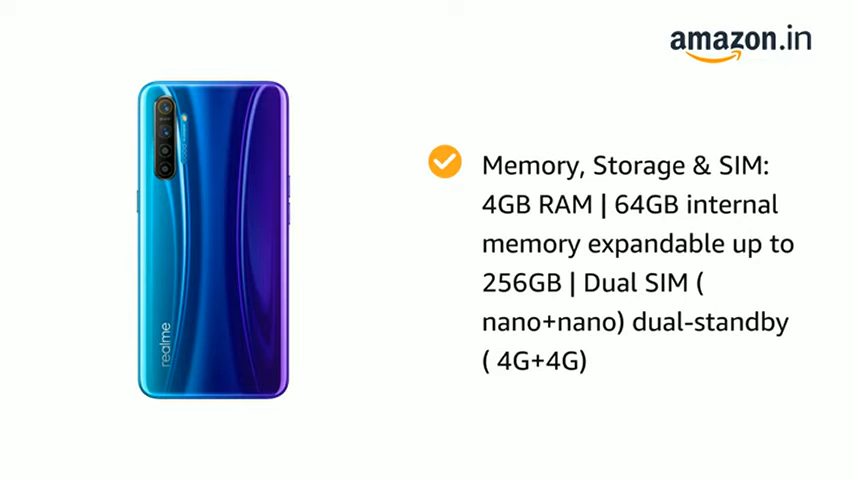 amazon.in
Memory, Storage & SIM:
4GB RAM | 64GB internal
memory expandable up to
256GB | Dual SIM (
nano+nano) dual-standby
( 4G+4G)
realme